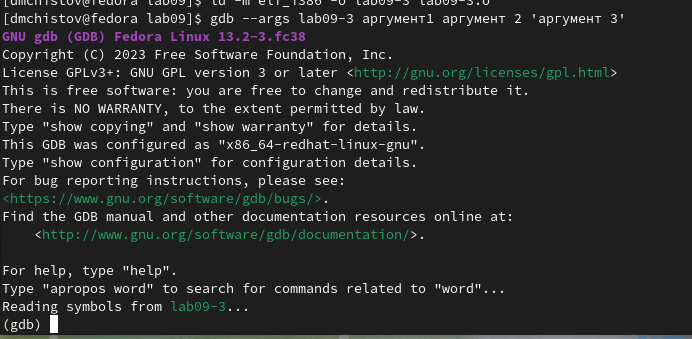 [dmchistov@fedora lab09]$ ld -m elf_i386 -o lab09-3 lab09-3.o
[dmchistov@fedora lab09]$ gdb --args lab09-3 аргумент1 аргумент 2 'аргумент 3'
GNU gdb (GDB) Fedora Linux 13.2-3.fc38
Copyright (C) 2023 Free Software Foundation, Inc.
License GPLv3+: GNU GPL version 3 or later <http://gnu.org/licenses/gpl.html>
This is free software: you are free to change and redistribute it.
There is NO WARRANTY, to the extent permitted by law.
Type "show copying" and "show warranty" for details.
This GDB was configured as "x86_64-redhat-linux-gnu".
Type "show configuration" for configuration details.
For bug reporting instructions, please see:
<https://www.gnu.org/software/gdb/bugs/>.
Find the GDB manual and other documentation resources online at:
    <http://www.gnu.org/software/gdb/documentation/>.
For help, type "help".
Type "apropos word" to search for commands related to "word"...
Reading symbols from lab09-3...
(gdb)